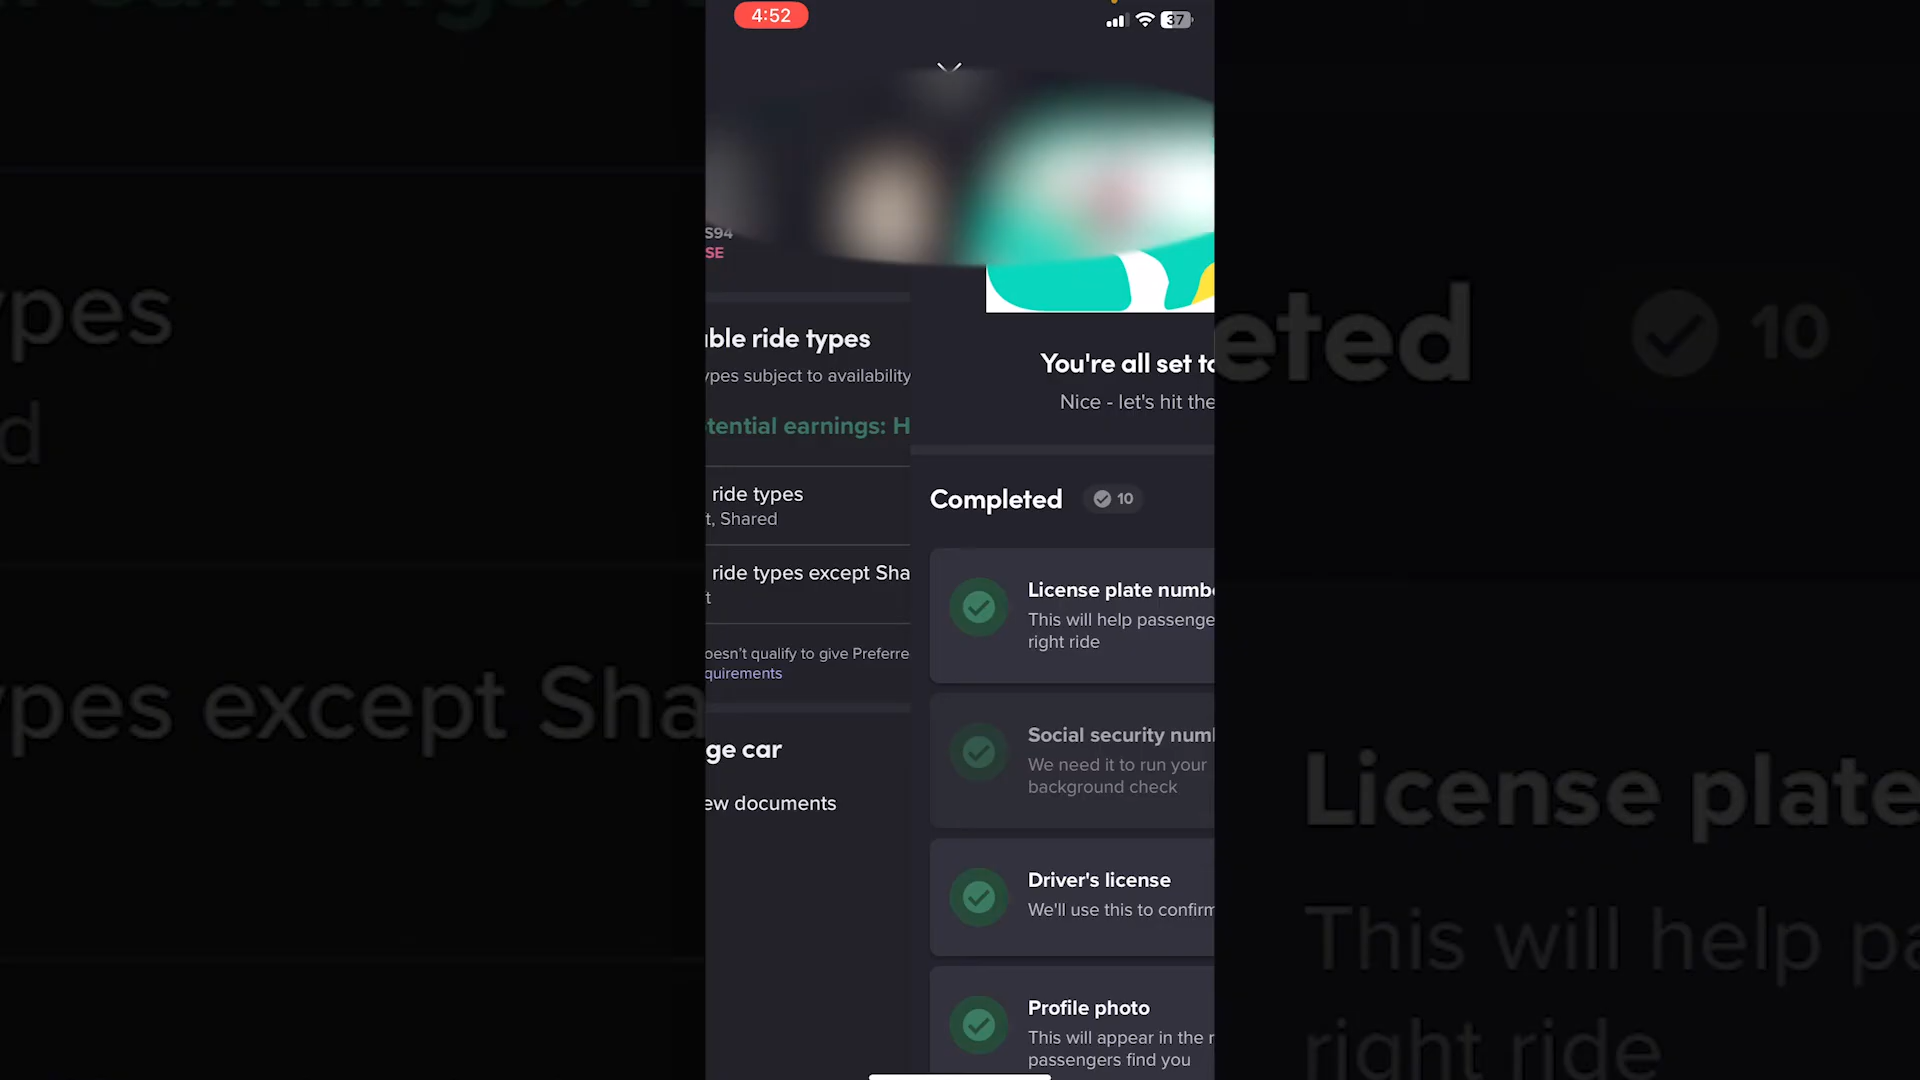 4:52
37
S94
SE
ble ride types
ypes subject to availability
tential earnings: H
ride types
t, Shared
ride types except Sha
t
oesn't qualify to give Preferre
quirements
ge car
ew documents
You're all set to
Nice - let's hit the
Completed
10
License plate numbe
This will help passenge
right ride
Social security num
We need it to run your
background check
Driver's license
We'll use this to confirm
Profile photo
This will appear in the r
passengers find you
ypes
d
ypes except Sha
eted
10
License plate
This will help pa
right ride